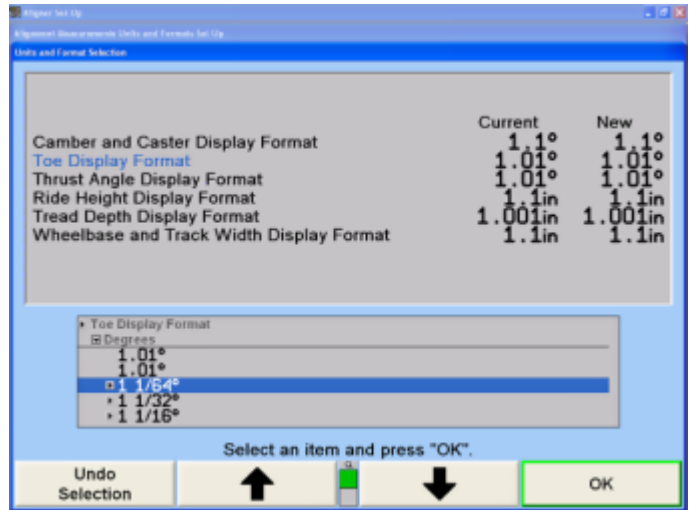 Aligner Set Up
Alignment Measurements Units and Formats Set Up
Units and Format Selection
Current New
Camber and Caster Display Format 1.1° 1.1°
Toe Display Format 1.01° 1.01°
Thrust Angle Display Format 1.01° 1.01°
Ride Height Display Format 1.1in 1.1in
Tread Depth Display Format 1.001in 1.001in
Wheelbase and Track Width Display Format 1.1in 1.1in
Toe Display Format
Degrees
1.01°
1.01°
1 1/64°
1 1/32°
1 1/16°
Select an item and press "OK".
Undo
Selection
OK